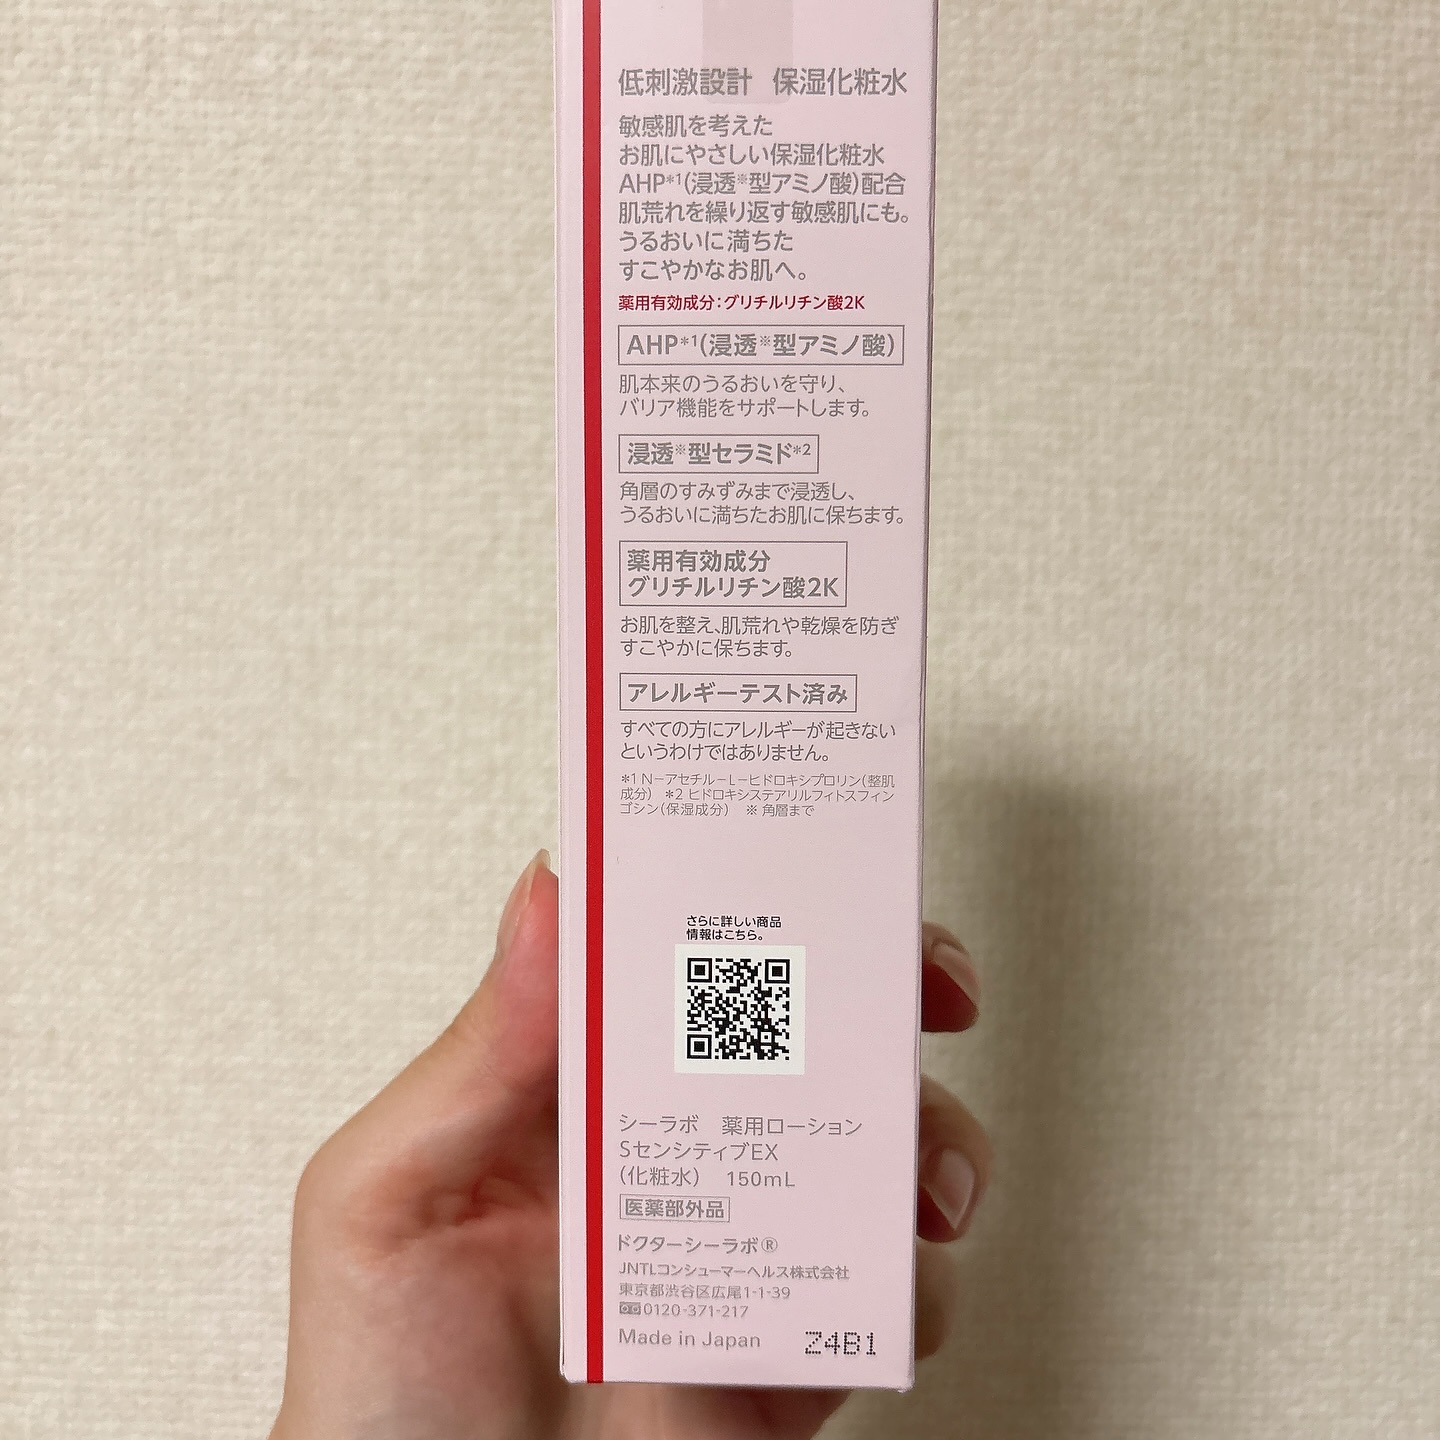 低刺激設計 保湿化粧水
敏感肌を考えた
お肌にやさしい保湿化粧水
AHP*1(浸透※型アミノ酸)配合
肌荒れを繰り返す敏感肌にも。
うるおいに満ちた
すこやかなお肌へ。
薬用有効成分：グリチルリチン酸2K
AHP*1(浸透※型アミノ酸)
肌本来のうるおいを守り、
バリア機能をサポートします。
浸透※型セラミド*2
角層のすみずみまで浸透し、
うるおいに満ちたお肌に保ちます。
薬用有効成分
グリチルリチン酸2K
お肌を整え、肌荒れや乾燥を防ぎ
すこやかに保ちます。
アレルギーテスト済み
すべての方にアレルギーが起きない
というわけではありません。
*1 N−アセチル−L−ヒドロキシプロリン(整肌
成分) *2 ヒドロキシステアリルフィトスフィン
ゴシン(保湿成分) ※ 角層まで
さらに詳しい商品
情報はこちら。
シーラボ 薬用ローション
SセンシティブEX
(化粧水) 150mL
医薬部外品
ドクターシーラボ®
JNTLコンシューマーヘルス株式会社
東京都渋谷区広尾1-1-39
0120-371-217
Made in Japan Z4B1